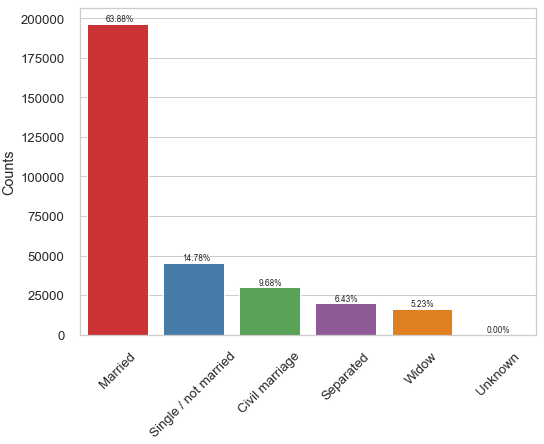 200000
175000
150000
125000
100000
75000
50000
25000
0
Counts
63.88%
14.78%
9.68%
6.43%
5.23%
0.00%
Married
Single / not married
Civil marriage
Separated
Widow
Unknown